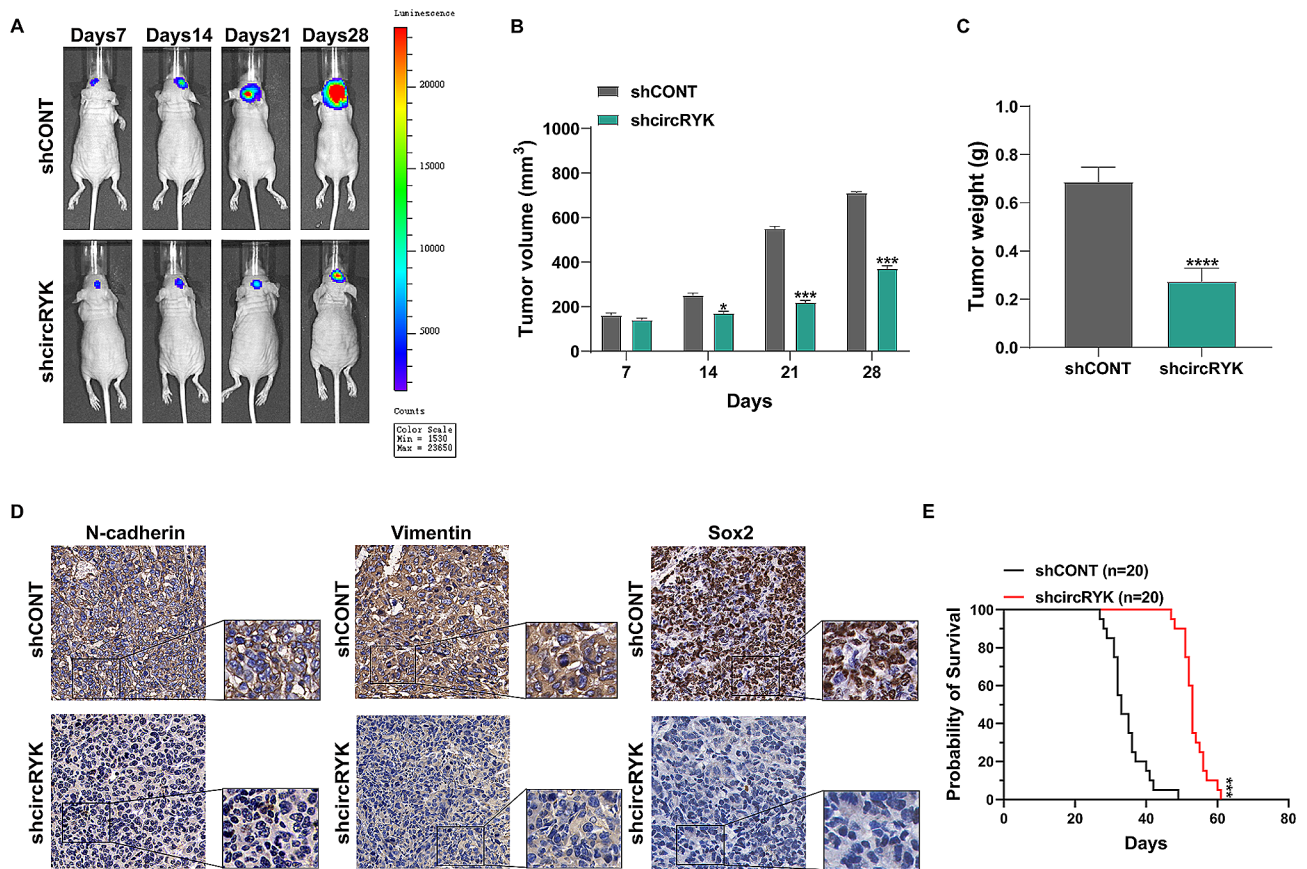 A
Days7 Days14 Days21 Days28
shCONT
shcircRYK
Luminescence
20000
15000
10000
5000
Counts
Color Scale
Min = 1530
Max = 23650
B
shCONT
shcircRYK
Tumor volume (mm³)
1000
800
600
400
200
0
*
***
***
7 14 21 28
Days
C
Tumor weight (g)
1.0
0.8
0.6
0.4
0.2
0.0
****
shCONT shcircRYK
D
N-cadherin Vimentin Sox2
shCONT shCONT shCONT
shcircRYK shcircRYK shcircRYK
E
shCONT (n=20)
shcircRYK (n=20)
Probability of Survival
100
80
60
40
20
0
***
0 20 40 60 80
Days